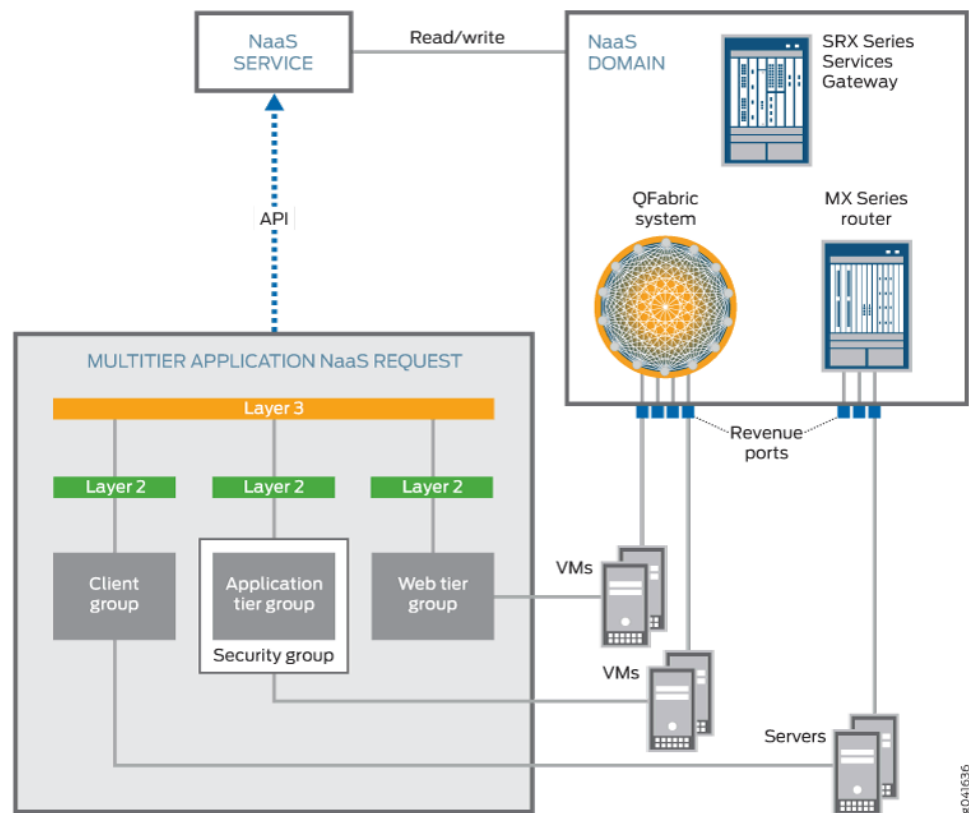 NaaS
SERVICE
Read/write
NaaS
DOMAIN
SRX Series
Services
Gateway
QFabric
system
MX Series
router
API
MULTITIER APPLICATION NaaS REQUEST
Layer 3
Revenue
ports
Layer 2
Layer 2
Layer 2
Client
group
Application
tier group
Web tier
group
Security group
VMs
VMs
Servers
g041636